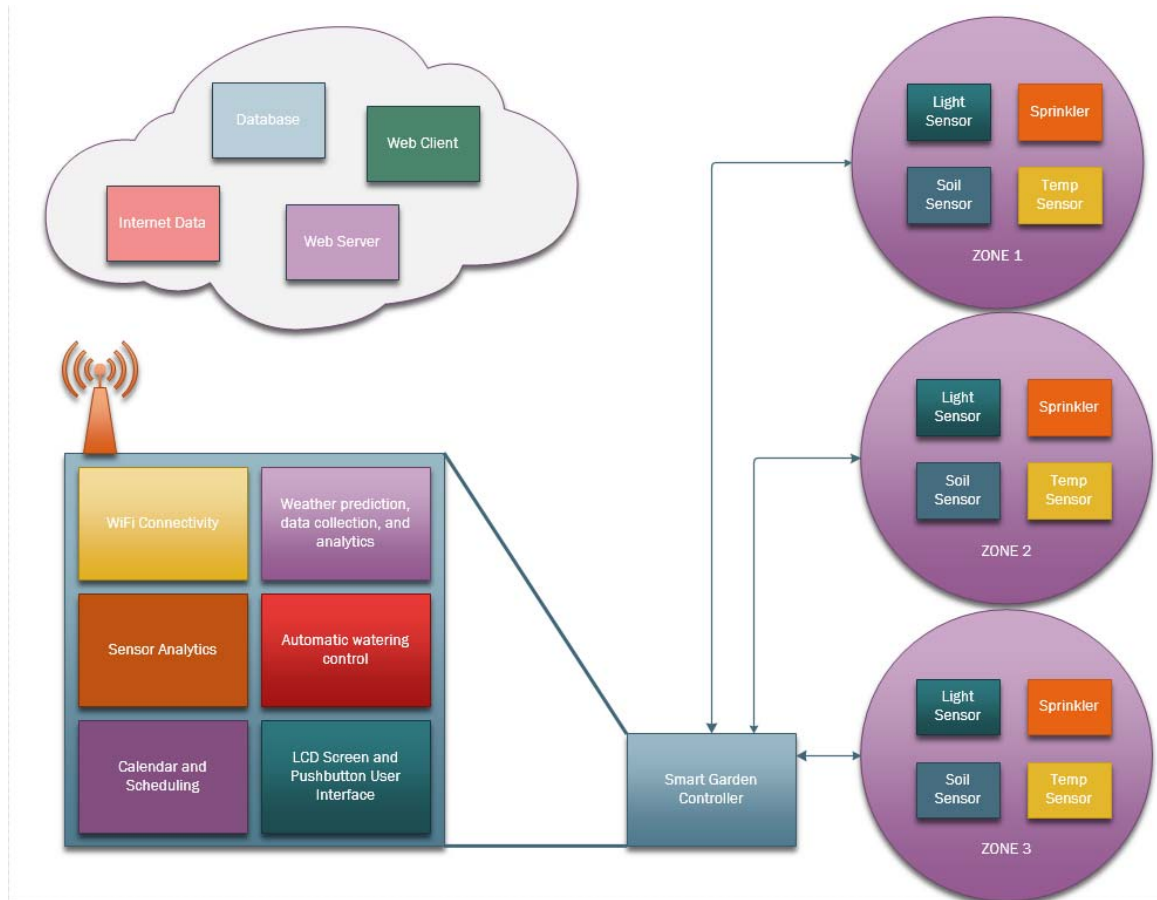 Database
Web Client
Internet Data
Web Server
WiFi Connectivity
Weather prediction,
data collection, and
analytics
Sensor Analytics
Automatic watering
control
Calendar and
Scheduling
LCD Screen and
Pushbutton User
Interface
Smart Garden
Controller
Light
Sensor
Sprinkler
Soil
Sensor
Temp
Sensor
ZONE 1
Light
Sensor
Sprinkler
Soil
Sensor
Temp
Sensor
ZONE 2
Light
Sensor
Sprinkler
Soil
Sensor
Temp
Sensor
ZONE 3